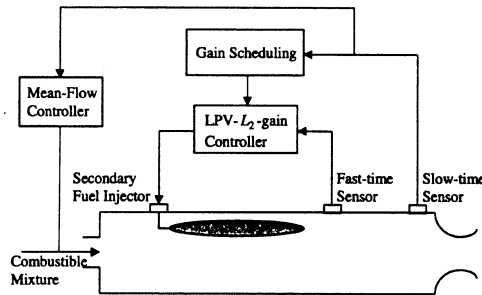 Gain Scheduling
Mean-Flow
Controller
LPV-L₂-gain
Controller
Secondary
Fuel Injector
Fast-time
Sensor
Slow-time
Sensor
Combustible
Mixture